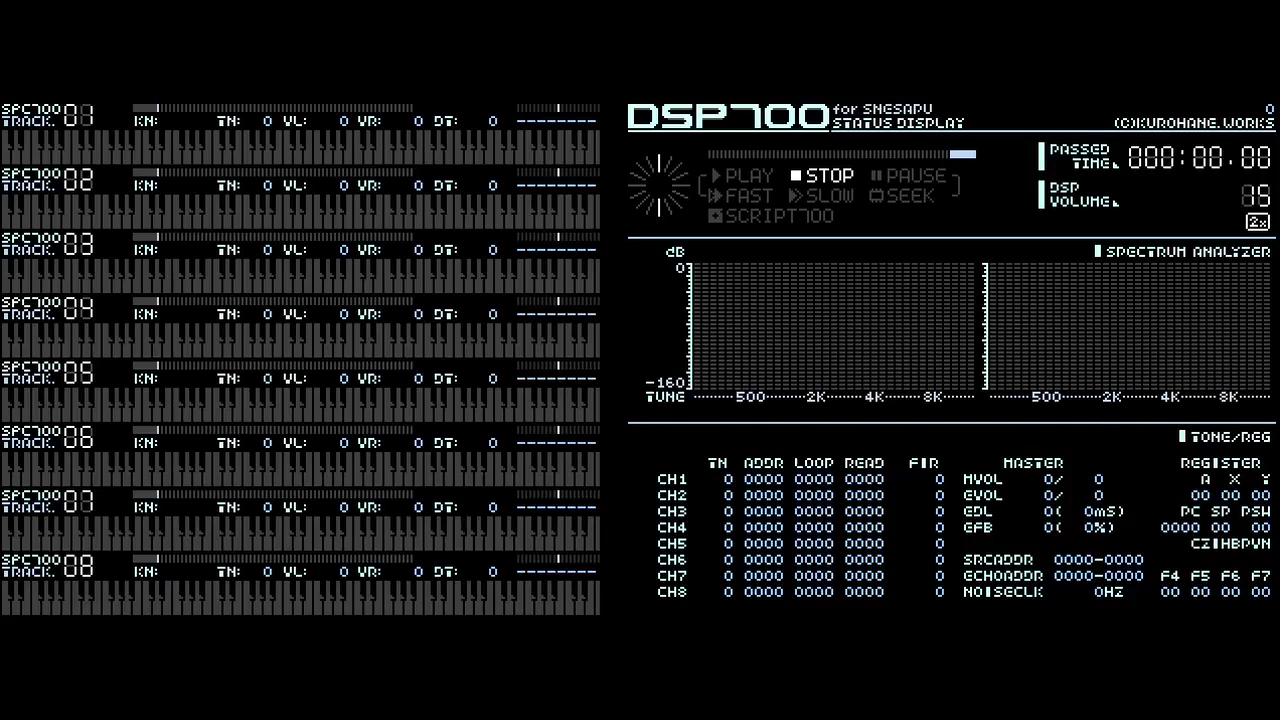 SPC700 01
TRACK. KN: TN: 0 VL: 0 VR: 0 DT: 0 --------
SPC700 02
TRACK. KN: TN: 0 VL: 0 VR: 0 DT: 0 --------
SPC700 03
TRACK. KN: TN: 0 VL: 0 VR: 0 DT: 0 --------
SPC700 04
TRACK. KN: TN: 0 VL: 0 VR: 0 DT: 0 --------
SPC700 05
TRACK. KN: TN: 0 VL: 0 VR: 0 DT: 0 --------
SPC700 06
TRACK. KN: TN: 0 VL: 0 VR: 0 DT: 0 --------
SPC700 07
TRACK. KN: TN: 0 VL: 0 VR: 0 DT: 0 --------
SPC700 08
TRACK. KN: TN: 0 VL: 0 VR: 0 DT: 0 --------
DSP700 for SNESAPU 0
STATUS DISPLAY (C)KUROHANE.WORKS
PASSED TIME 000:00.00
PLAY STOP PAUSE
FAST SLOW SEEK
SCRIPT700
DSP VOLUME 15
2x
dB SPECTRUM ANALYZER
0
-160
TUNE 500 2K 4K 8K 500 2K 4K 8K
TONE/REG
TN ADDR LOOP READ FIR MASTER REGISTER
CH1 0 0000 0000 0000 0 MVOL 0/ 0 A X Y
CH2 0 0000 0000 0000 0 EVOL 0/ 0 00 00 00
CH3 0 0000 0000 0000 0 EDL 0( 0mS) PC SP PSW
CH4 0 0000 0000 0000 0 EFB 0( 0%) 0000 00 00
CH5 0 0000 0000 0000 0 CZIHBPVN
CH6 0 0000 0000 0000 0 SRCADDR 0000-0000
CH7 0 0000 0000 0000 0 ECHOADDR 0000-0000 F4 F5 F6 F7
CH8 0 0000 0000 0000 0 NOISECLK 0HZ 00 00 00 00